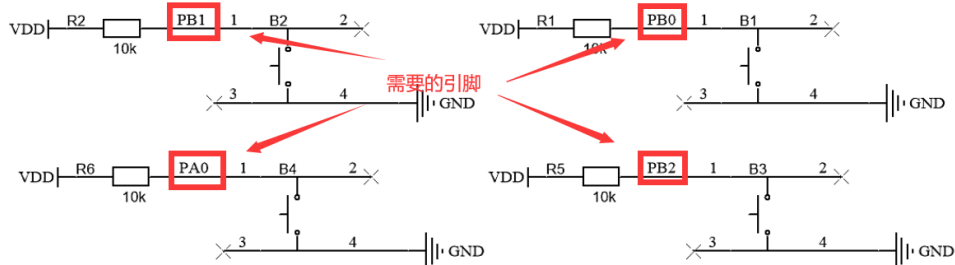 VDD R2 10k PB1 1 B2 2
3 4 GND
VDD R1 10k PB0 1 B1 2
3 4 GND
需要的引脚
VDD R6 10k PA0 1 B4 2
3 4 GND
VDD R5 10k PB2 1 B3 2
3 4 GND